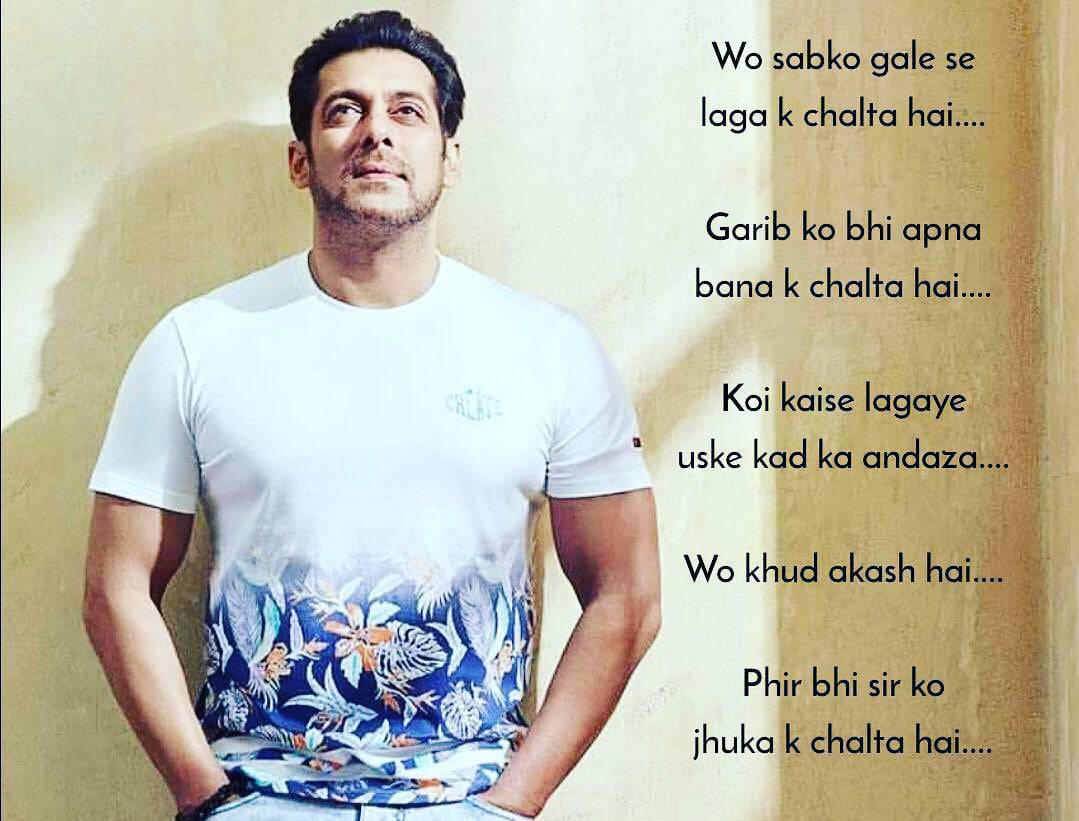 Wo sabko gale se
laga k chalta hai....
Garib ko bhi apna
bana k chalta hai....
Koi kaise lagaye
uske kad ka andaza....
Wo khud akash hai....
Phir bhi sir ko
jhuka k chalta hai....
CREATE